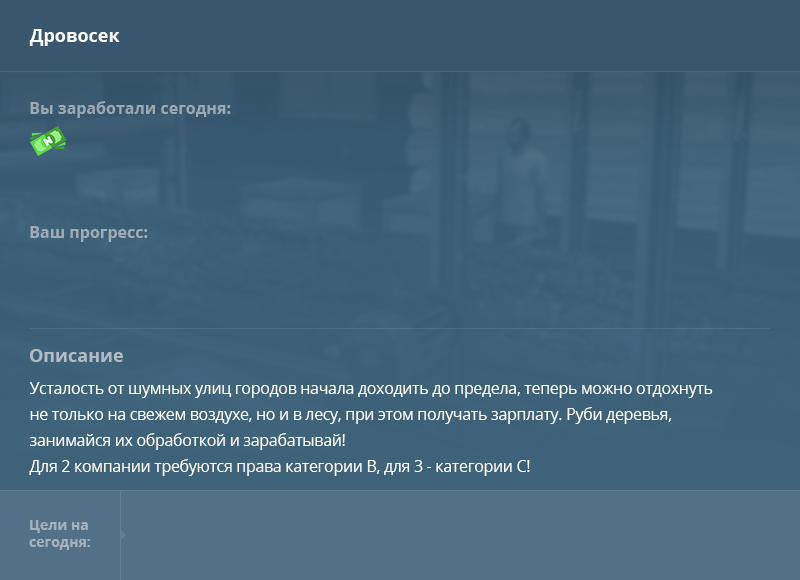 Дровосек
Вы заработали сегодня:
N
Ваш прогресс:
Описание
Усталость от шумных улиц городов начала доходить до предела, теперь можно отдохнуть
не только на свежем воздухе, но и в лесу, при этом получать зарплату. Руби деревья,
занимайся их обработкой и зарабатывай!
Для 2 компании требуются права категории B, для 3 - категории C!
Цели на
сегодня: